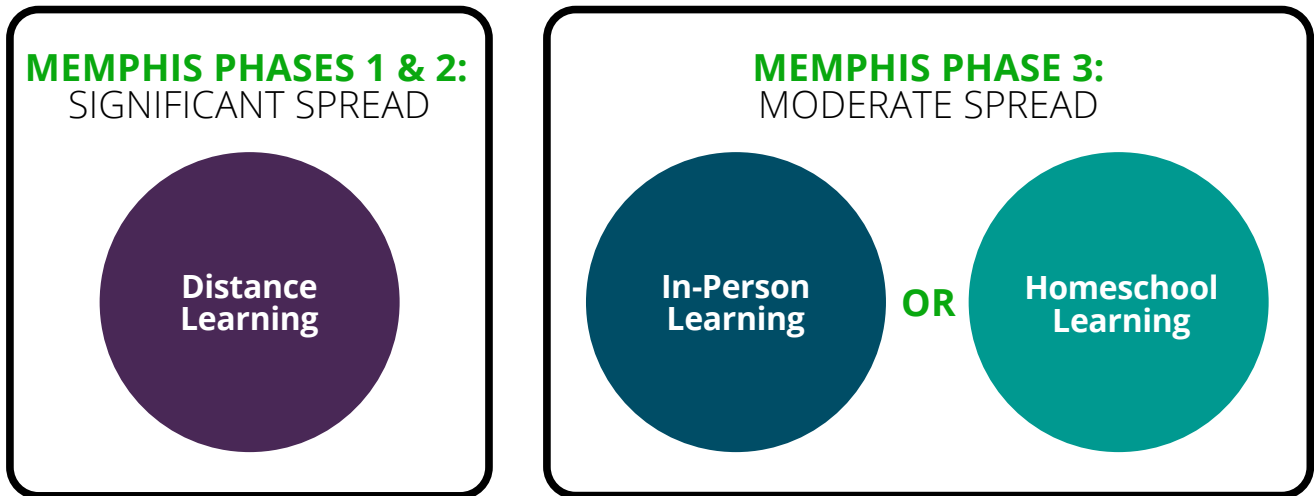 MEMPHIS PHASES 1 & 2:
SIGNIFICANT SPREAD
Distance
Learning
MEMPHIS PHASE 3:
MODERATE SPREAD
In-Person
Learning
OR
Homeschool
Learning